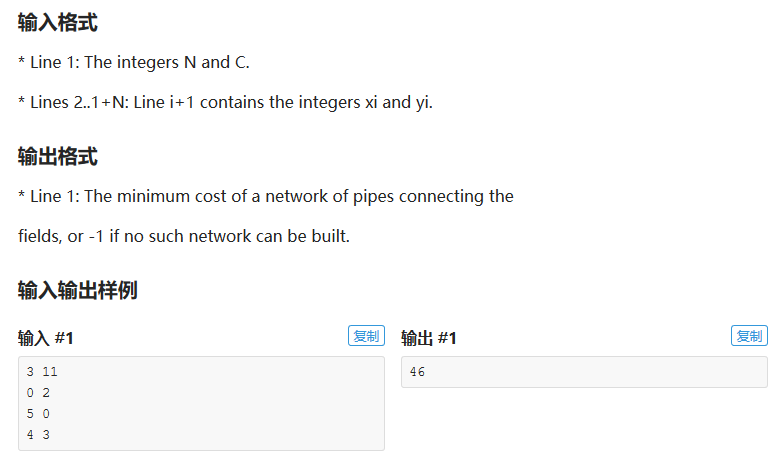 输入格式
* Line 1: The integers N and C.
* Lines 2..1+N: Line i+1 contains the integers xi and yi.
输出格式
* Line 1: The minimum cost of a network of pipes connecting the
fields, or -1 if no such network can be built.
输入输出样例
输入 #1
复制
3 11
0 2
5 0
4 3
输出 #1
复制
46